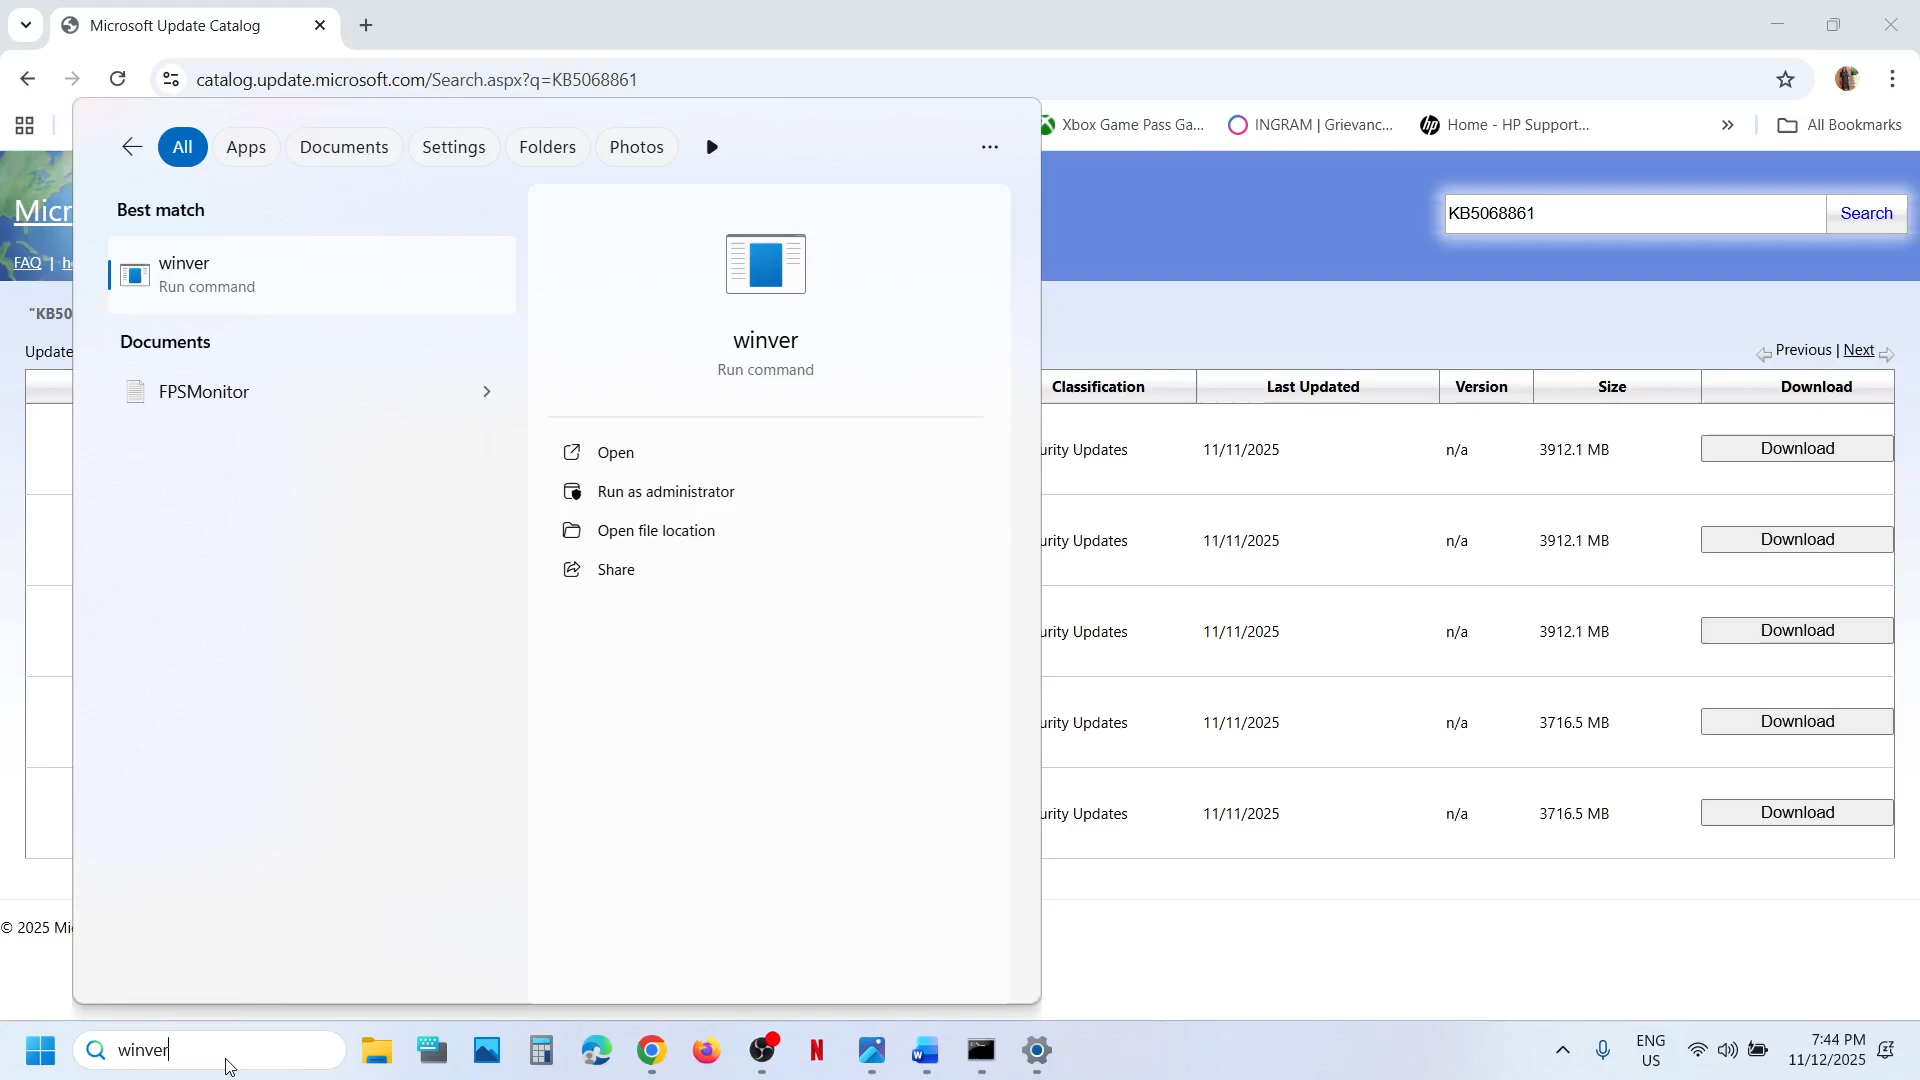 Microsoft Update Catalog
catalog.update.microsoft.com/Search.aspx?q=KB5068861
Xbox Game Pass Ga...
INGRAM | Grievanc...
Home - HP Support...
»
All Bookmarks
All
Apps
Documents
Settings
Folders
Photos
Micr
KB5068861
Search
FAQ | h
Best match
winver
Run command
Documents
FPSMonitor
winver
Run command
Open
Run as administrator
Open file location
Share
"KB50
Update
Previous | Next
Classification Last Updated Version Size Download
urity Updates 11/11/2025 n/a 3912.1 MB Download
urity Updates 11/11/2025 n/a 3912.1 MB Download
urity Updates 11/11/2025 n/a 3912.1 MB Download
urity Updates 11/11/2025 n/a 3716.5 MB Download
urity Updates 11/11/2025 n/a 3716.5 MB Download
© 2025 Mi
winver
ENG
US
7:44 PM
11/12/2025